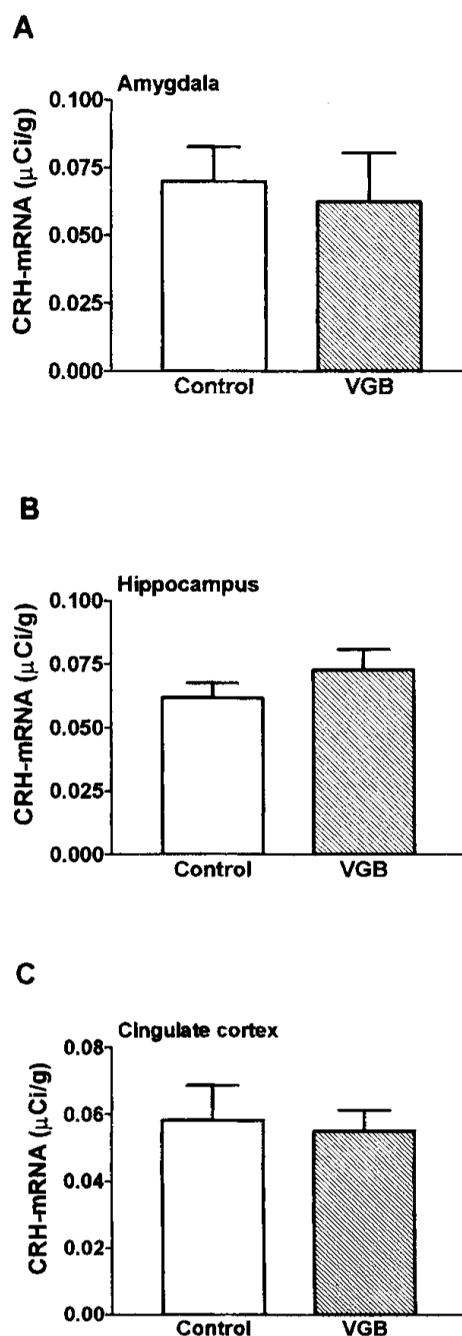 A
Amygdala
CRH-mRNA (μCi/g)
0.100
0.075
0.050
0.025
0.000
Control VGB
B
Hippocampus
CRH-mRNA (μCi/g)
0.100
0.075
0.050
0.025
0.000
Control VGB
C
Cingulate cortex
CRH-mRNA (μCi/g)
0.08
0.06
0.04
0.02
0.00
Control VGB